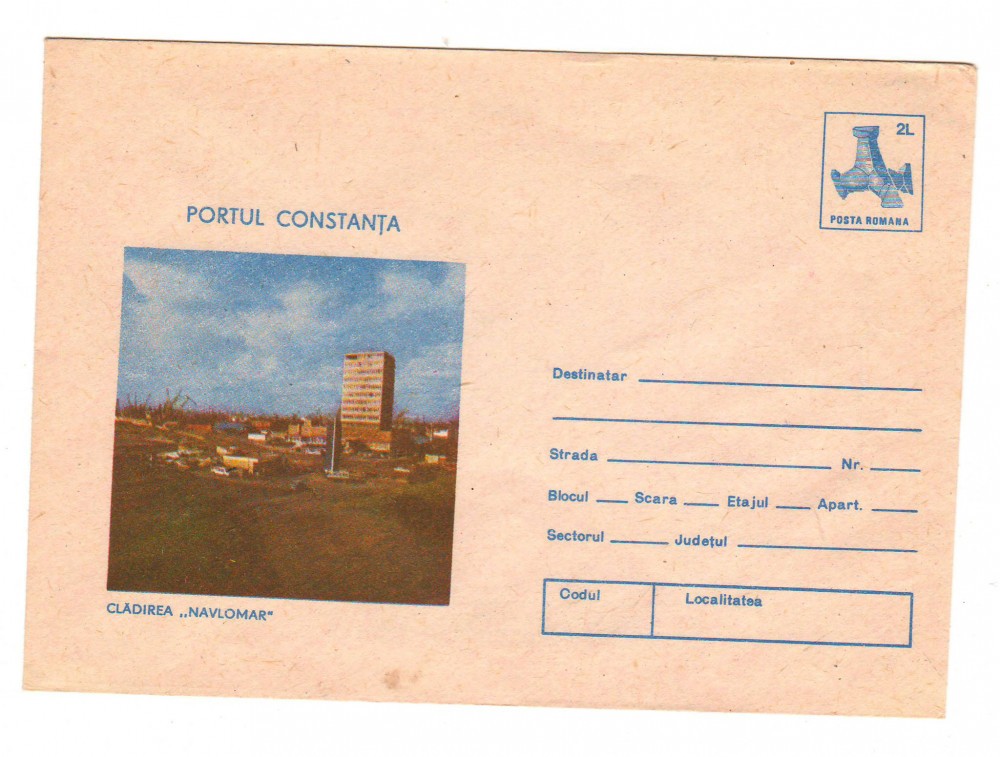 2L
POSTA ROMANA
PORTUL CONSTANȚA
CLĂDIREA ,,NAVLOMAR"
Destinatar
Strada Nr.
Blocul Scara Etajul Apart.
Sectorul Județul
Codul Localitatea